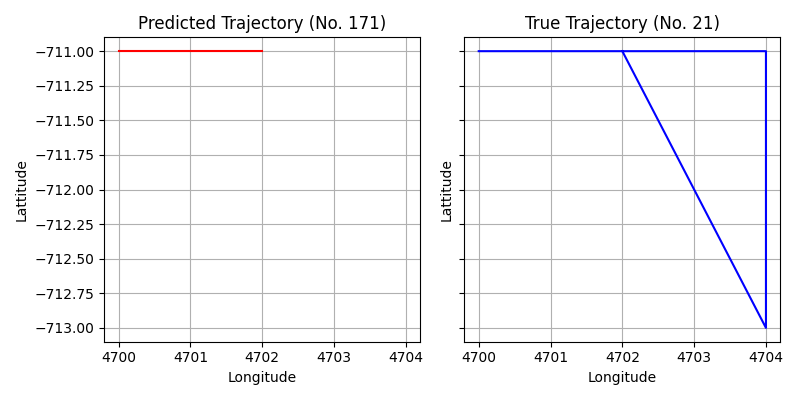 Predicted Trajectory (No. 171)
True Trajectory (No. 21)
−711.00
−711.25
−711.50
−711.75
−712.00
−712.25
−712.50
−712.75
−713.00
Lattitude
Lattitude
4700 4701 4702 4703 4704
4700 4701 4702 4703 4704
Longitude
Longitude